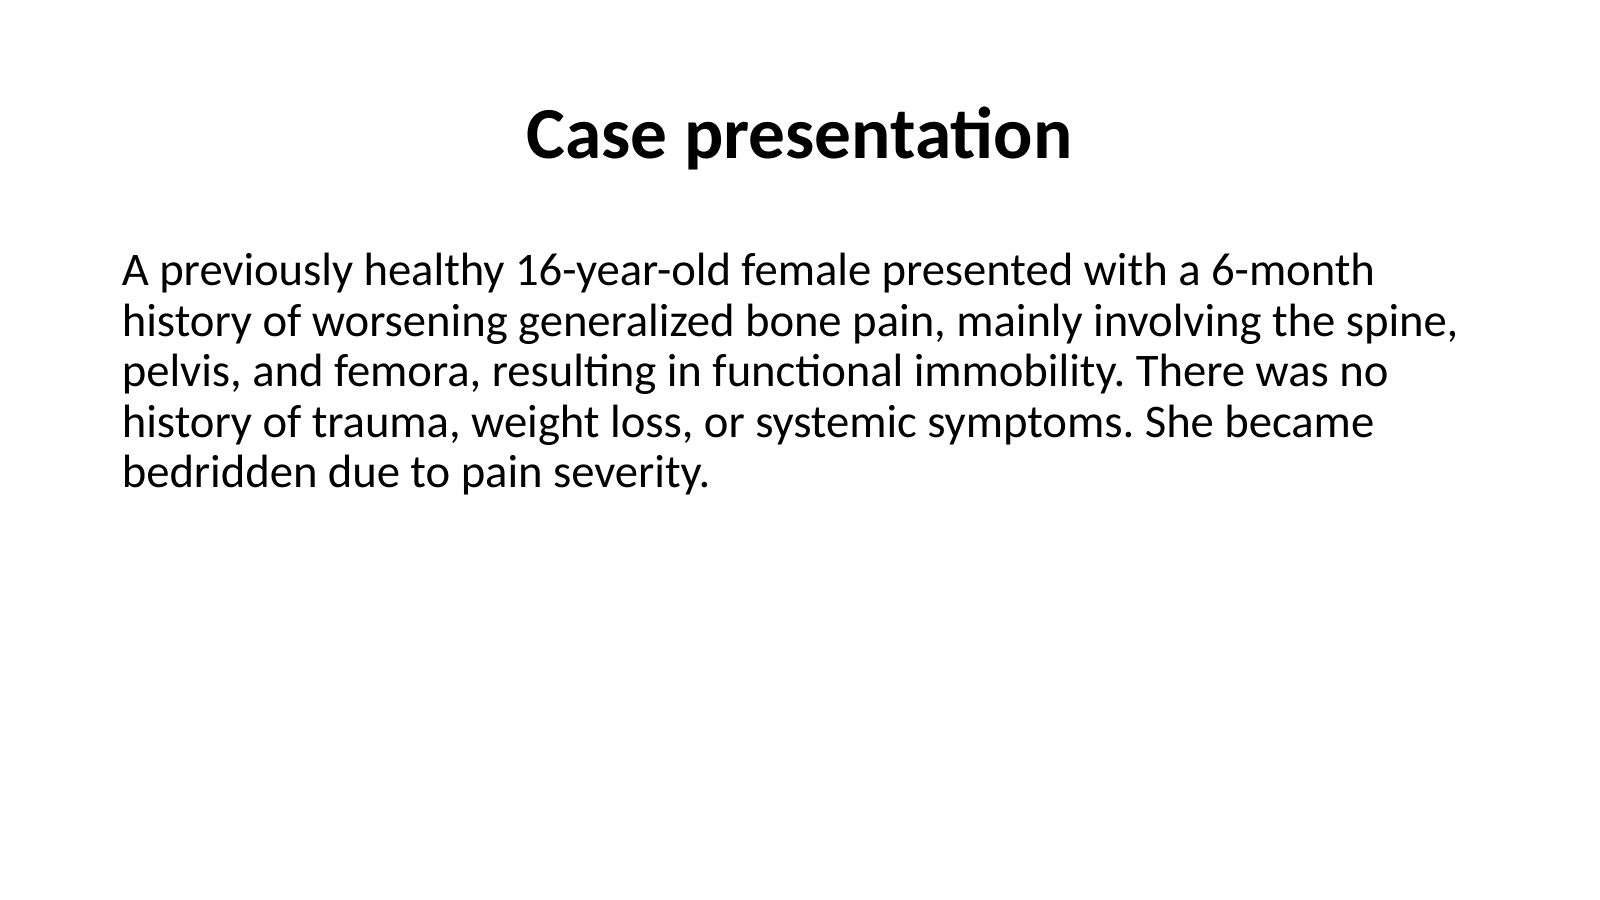 Case presentation
A previously healthy 16-year-old female presented with a 6-month
history of worsening generalized bone pain, mainly involving the spine,
pelvis, and femora, resulting in functional immobility. There was no
history of trauma, weight loss, or systemic symptoms. She became
bedridden due to pain severity.